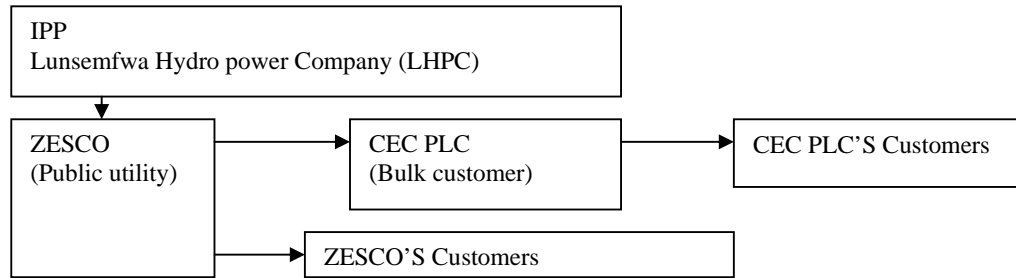 IPP
Lunsemfwa Hydro power Company (LHPC)
ZESCO
(Public utility)
CEC PLC
(Bulk customer)
CEC PLC’S Customers
ZESCO’S Customers